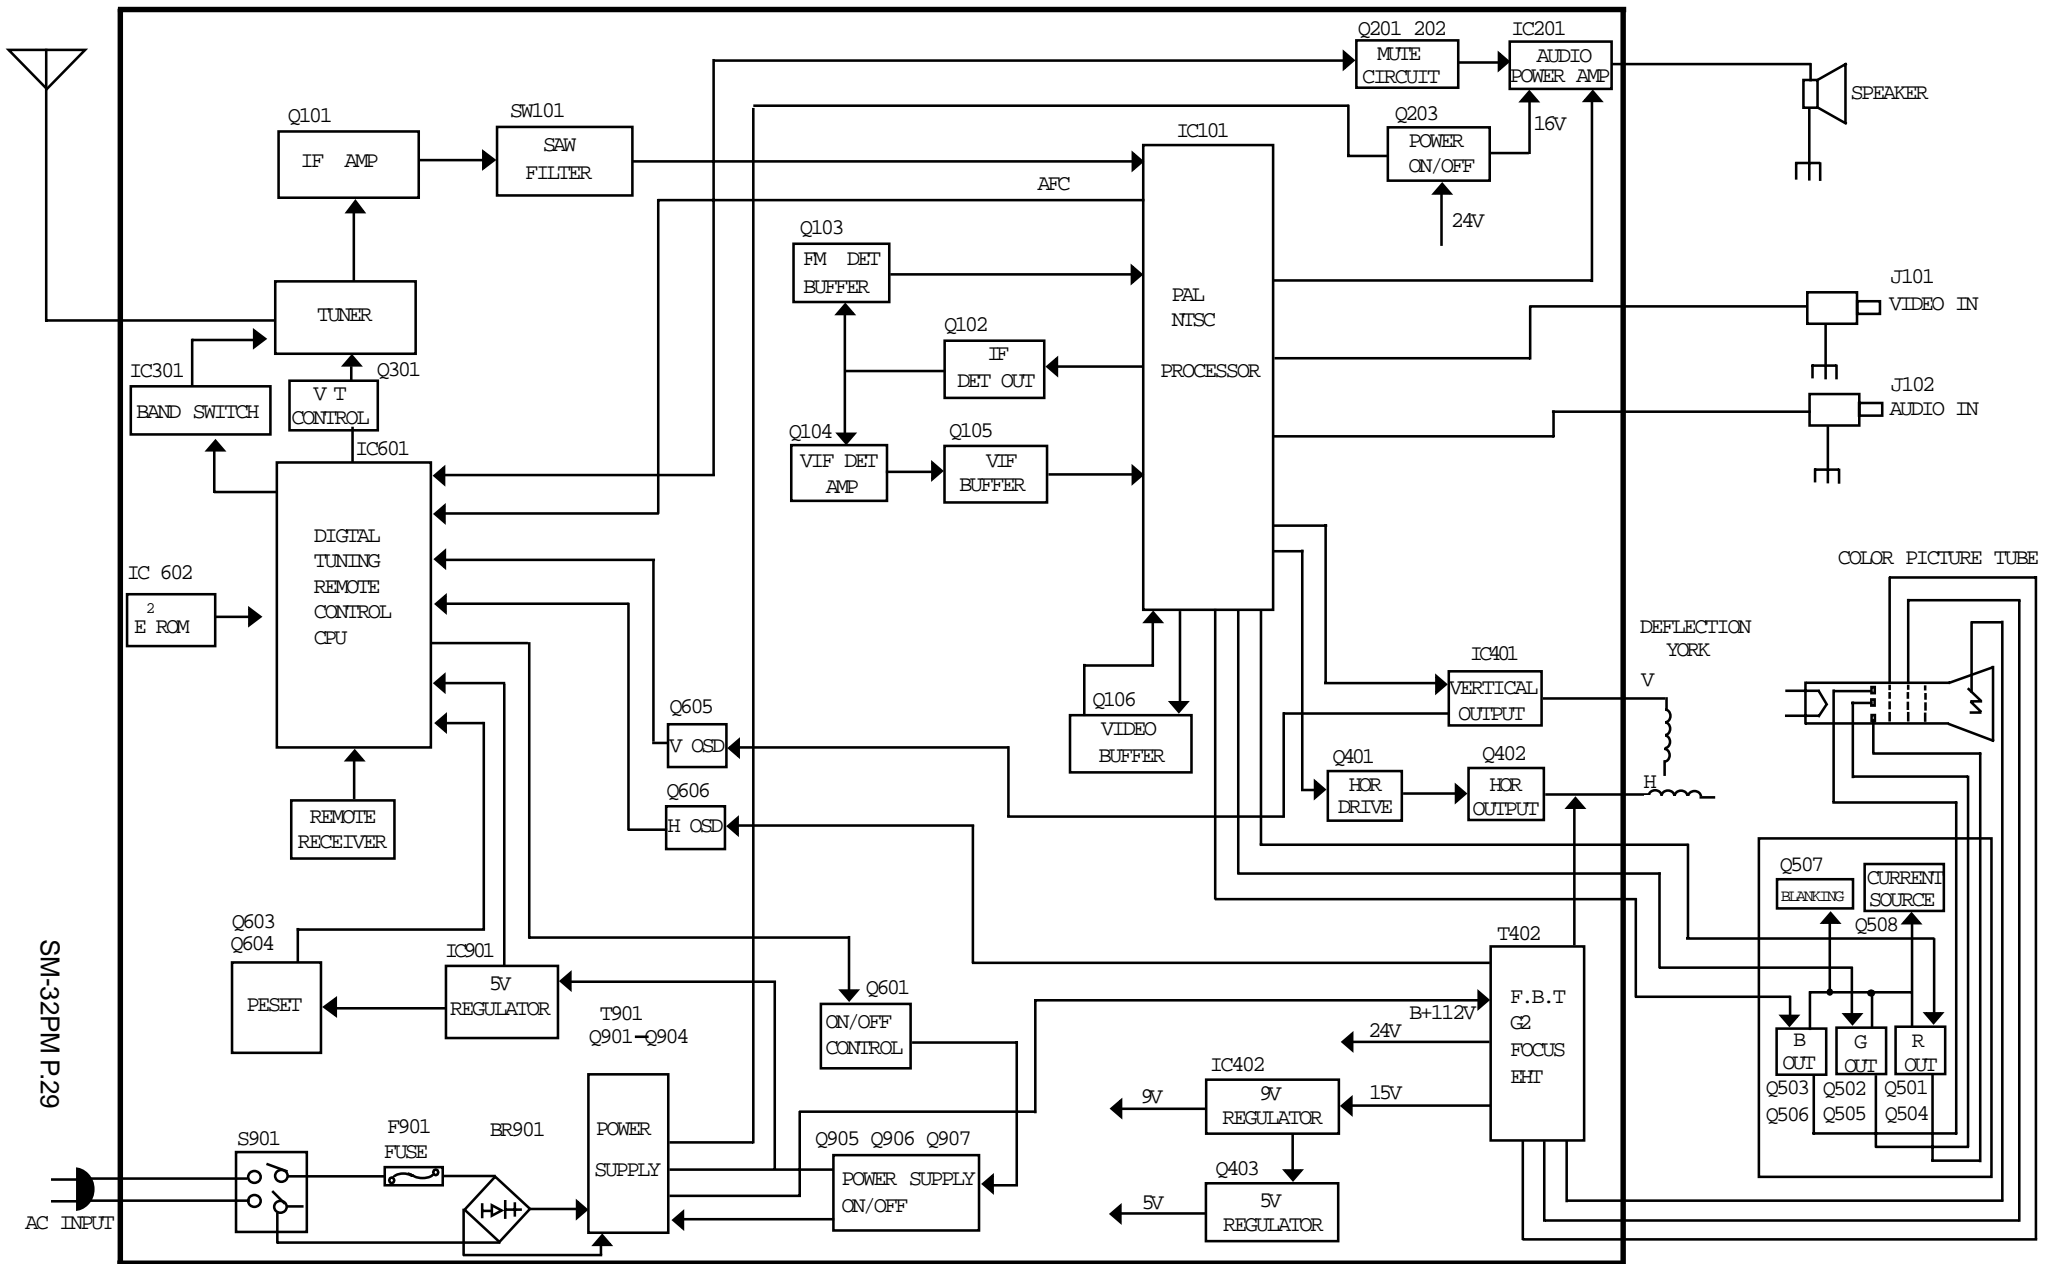 Q201 202
MUTE
CIRCUIT
IC201
AUDIO
POWER AMP
SPEAKER
Q101
IF AMP
SW101
SAW
FILTER
IC101
PAL
NTSC
PROCESSOR
Q203
POWER
ON/OFF
16V
24V
AFC
Q103
FM DET
BUFFER
Q102
IF
DET OUT
J101
VIDEO IN
J102
AUDIO IN
TUNER
IC301
BAND SWITCH
Q301
V T
CONTROL
Q104
VIF DET
AMP
Q105
VIF
BUFFER
IC601
DIGTAL
TUNING
REMOTE
CONTROL
CPU
IC 602
2
E ROM
COLOR PICTURE TUBE
DEFLECTION
YORK
V
H
IC401
VERTICAL
OUTPUT
Q106
VIDEO
BUFFER
Q605
V OSD
Q606
H OSD
Q401
HOR
DRIVE
Q402
HOR
OUTPUT
REMOTE
RECEIVER
Q507
BLANKING
CURRENT
SOURCE
Q508
Q603
Q604
PESET
IC901
5V
REGULATOR
T901
Q901-Q904
Q601
ON/OFF
CONTROL
T402
F.B.T
G2
FOCUS
EHT
B+112V
24V
15V
IC402
9V
REGULATOR
9V
Q403
5V
REGULATOR
5V
B
OUT
G
OUT
R
OUT
Q503
Q506
Q502
Q505
Q501
Q504
POWER
SUPPLY
Q905 Q906 Q907
POWER SUPPLY
ON/OFF
S901
F901
FUSE
BR901
AC INPUT
SM-32PM P.29